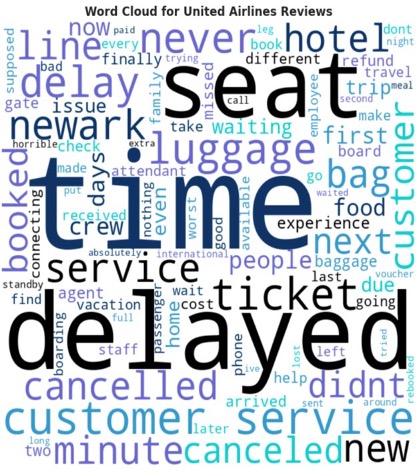 Word Cloud for United Airlines Reviews
now paid
every
finally
line
never
book
hotel
leg
trying
dont
night
supposed
bad
delay
family
missed
different
refund
travel
seat
trip
meal
gate
issue
call
employee
second
make
newark
take
waiting
first
customer
horrible
check
extra
luggage
board
days
made
attendant
go
bag
booked
connecting
time
put
received
crew
nothing
even
worst
good
available
waited
food
experience
next
absolutely
international
service
people
baggage
voucher
standby
agent
passenger
wait
home
cost
ticket
last
due
going
find
vacation
full
delayed
boarding
staff
phone
lost
left
tried
ive
cancelled
help
didnt
rebooked
arrived
sent
around
customer service
later
long
two
minute
canceled
new